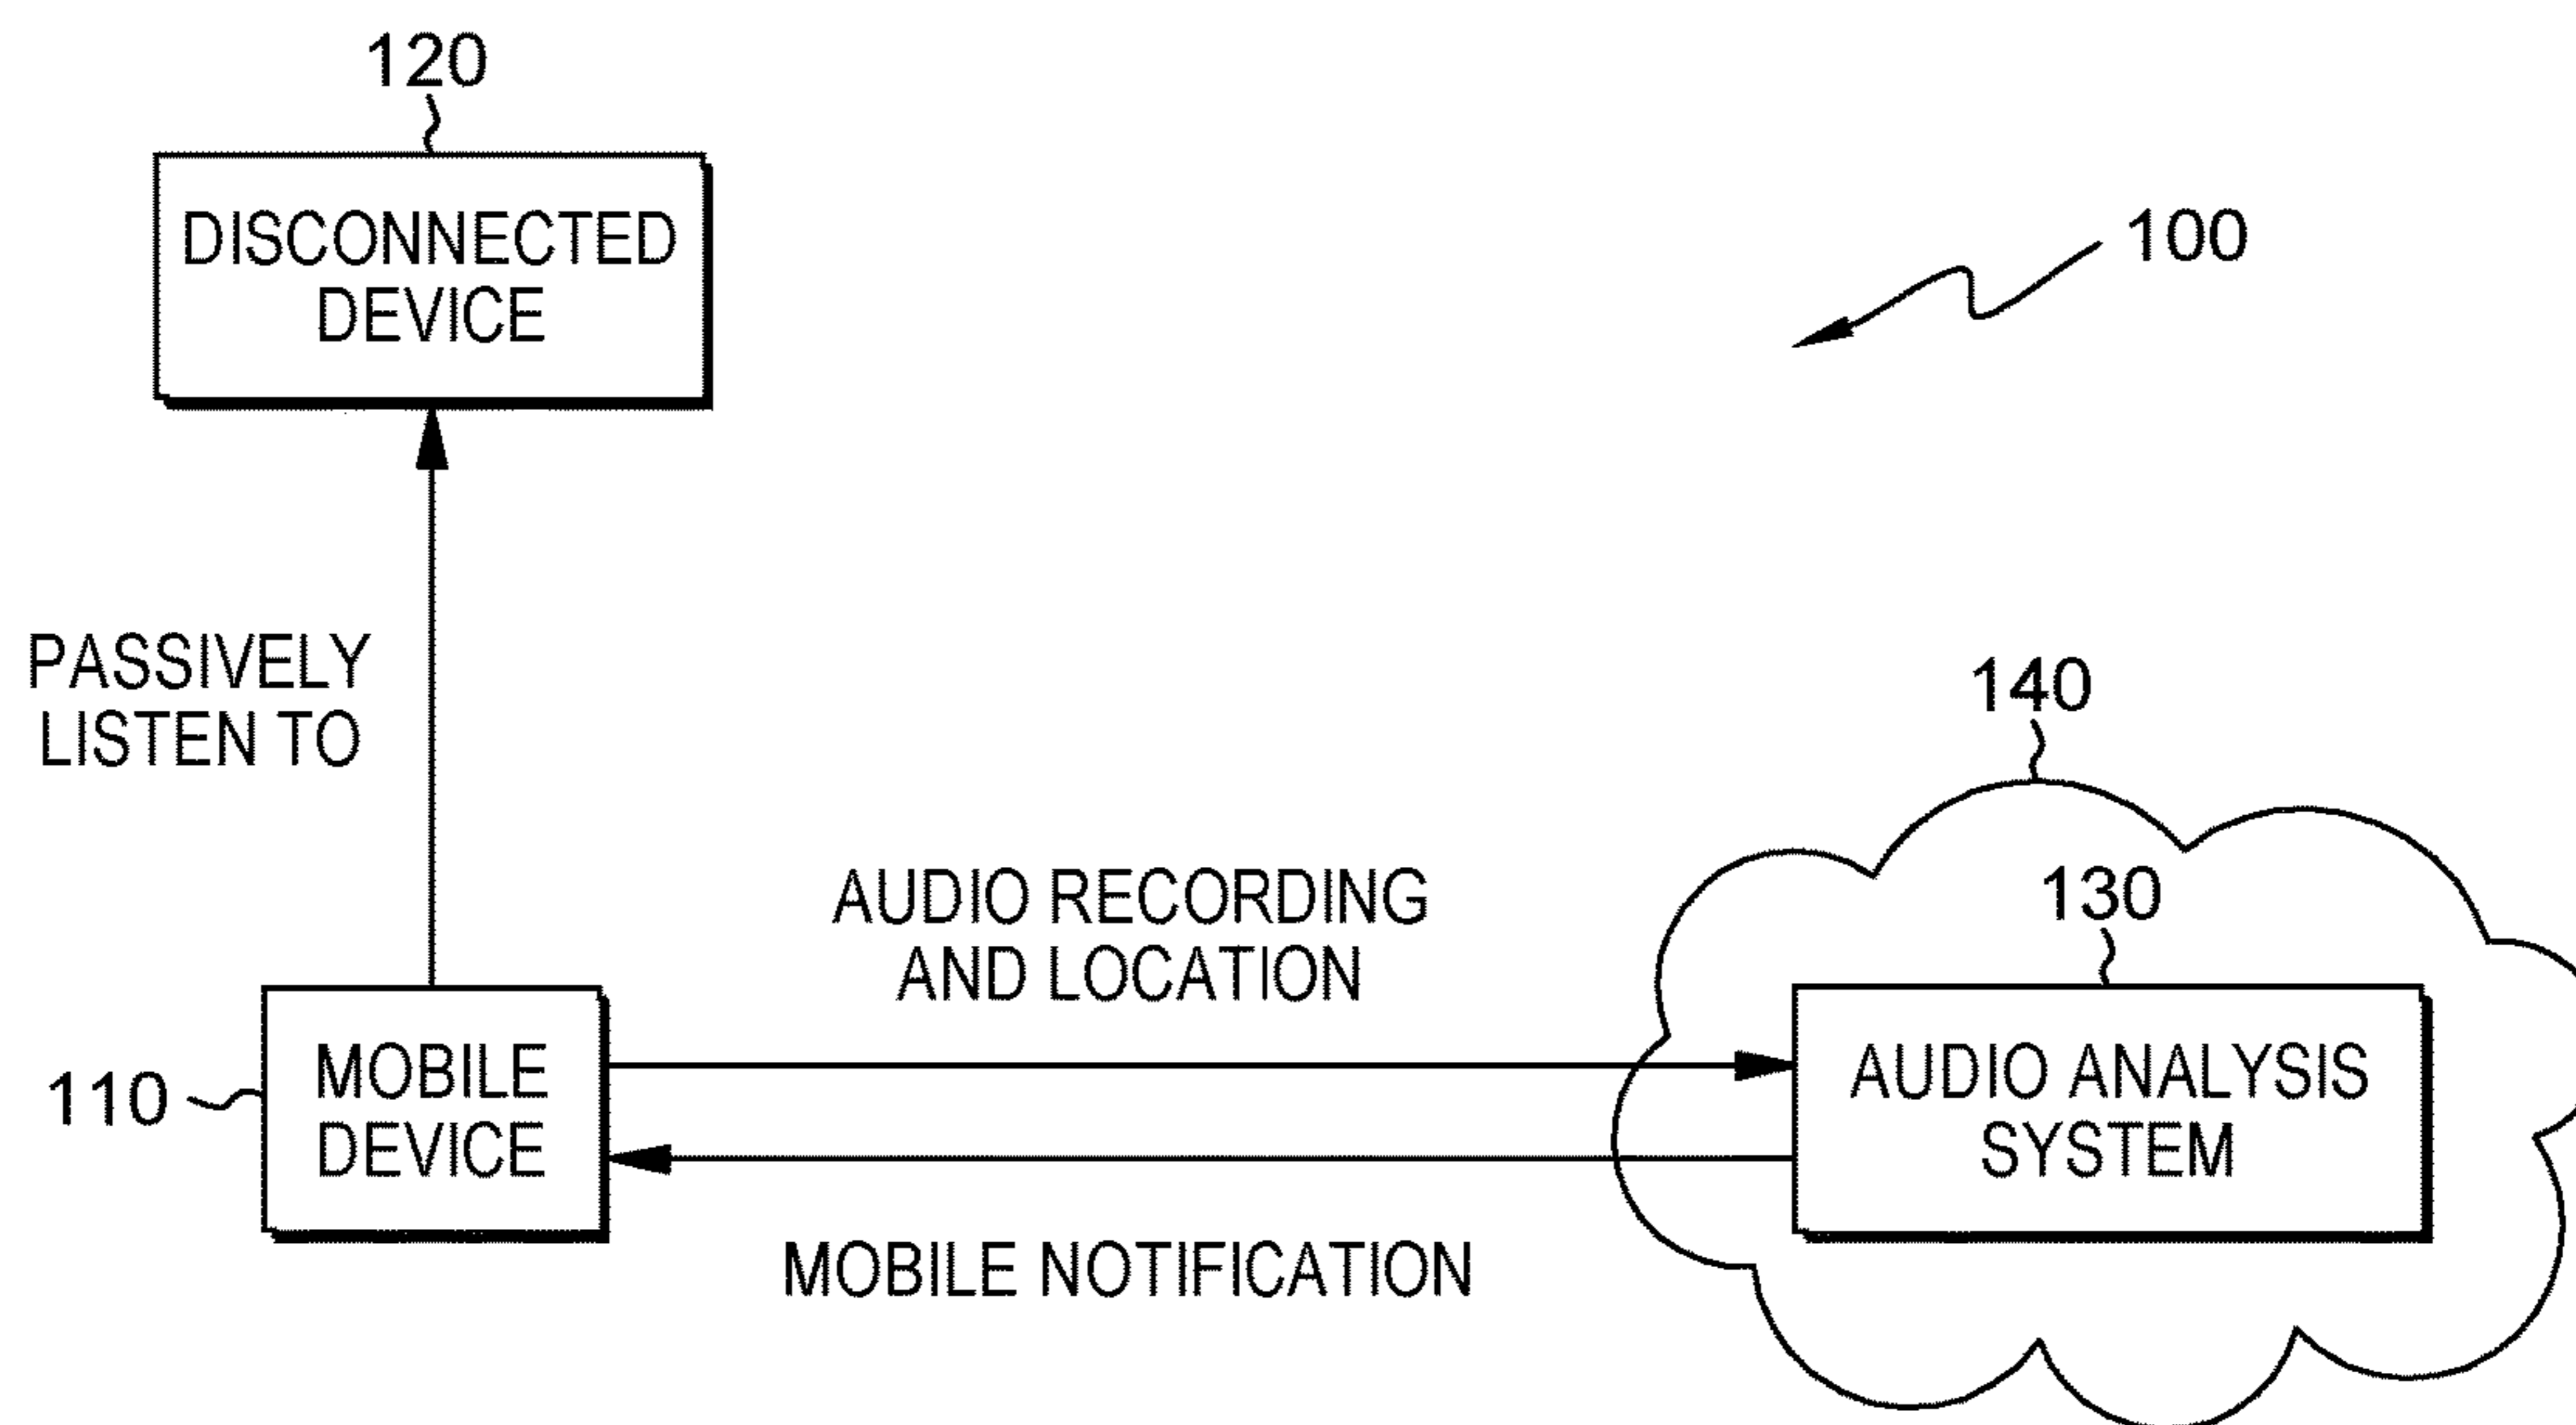 120
DISCONNECTED
DEVICE
100
PASSIVELY
LISTEN TO
140
AUDIO RECORDING
AND LOCATION
130
110
MOBILE
DEVICE
AUDIO ANALYSIS
SYSTEM
MOBILE NOTIFICATION